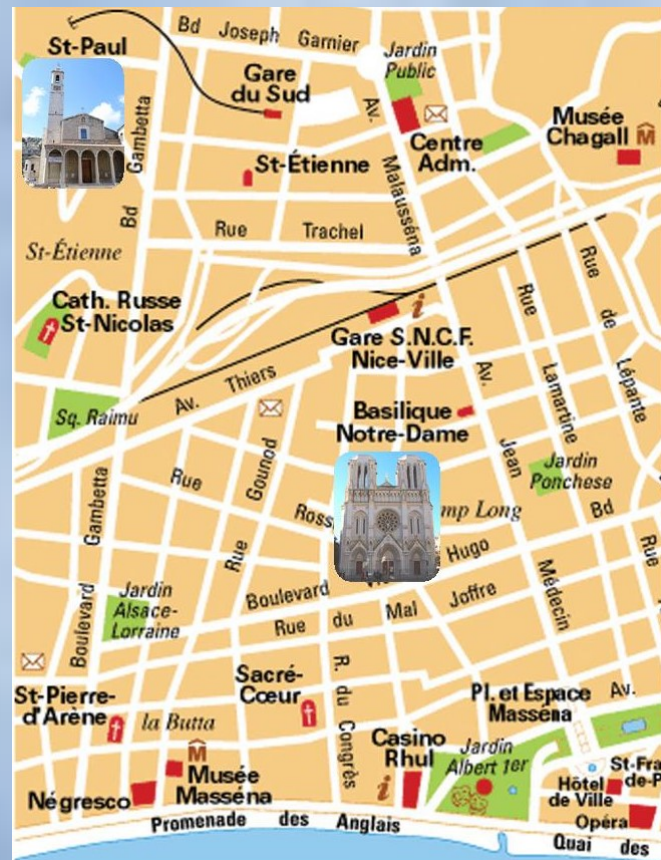 Bd Joseph Garnier
St-Paul
Jardin
Public
Gare
du Sud
Av.
Malausséna
Centre
Adm.
Musée
Chagall
Bd Gambetta
St-Étienne
Rue Trachel
St-Étienne
Cath. Russe
St-Nicolas
i
Gare S.N.C.F.
Nice-Ville
Rue de Lépante
Rue Lamartine
Av. Thiers
Sq. Raimu
Basilique
Notre-Dame
Av. Jean Médecin
Jardin
Ponchese
Rue
Rue Gounod
mp Long
Bd
Hugo
Rue
Boulevard Gambetta
Jardin
Alsace-
Lorraine
Boulevard
Rue du Mal Joffre
R. du Congrès
St-Pierre-
d'Arène
la Butta
Sacré-
Cœur
Pl. et Espace
Masséna
Av.
Casino
Rhul
Jardin
Albert 1er
i
Musée
Masséna
Négresco
Hôtel
de Ville
Opéra
Promenade des Anglais
Quai des